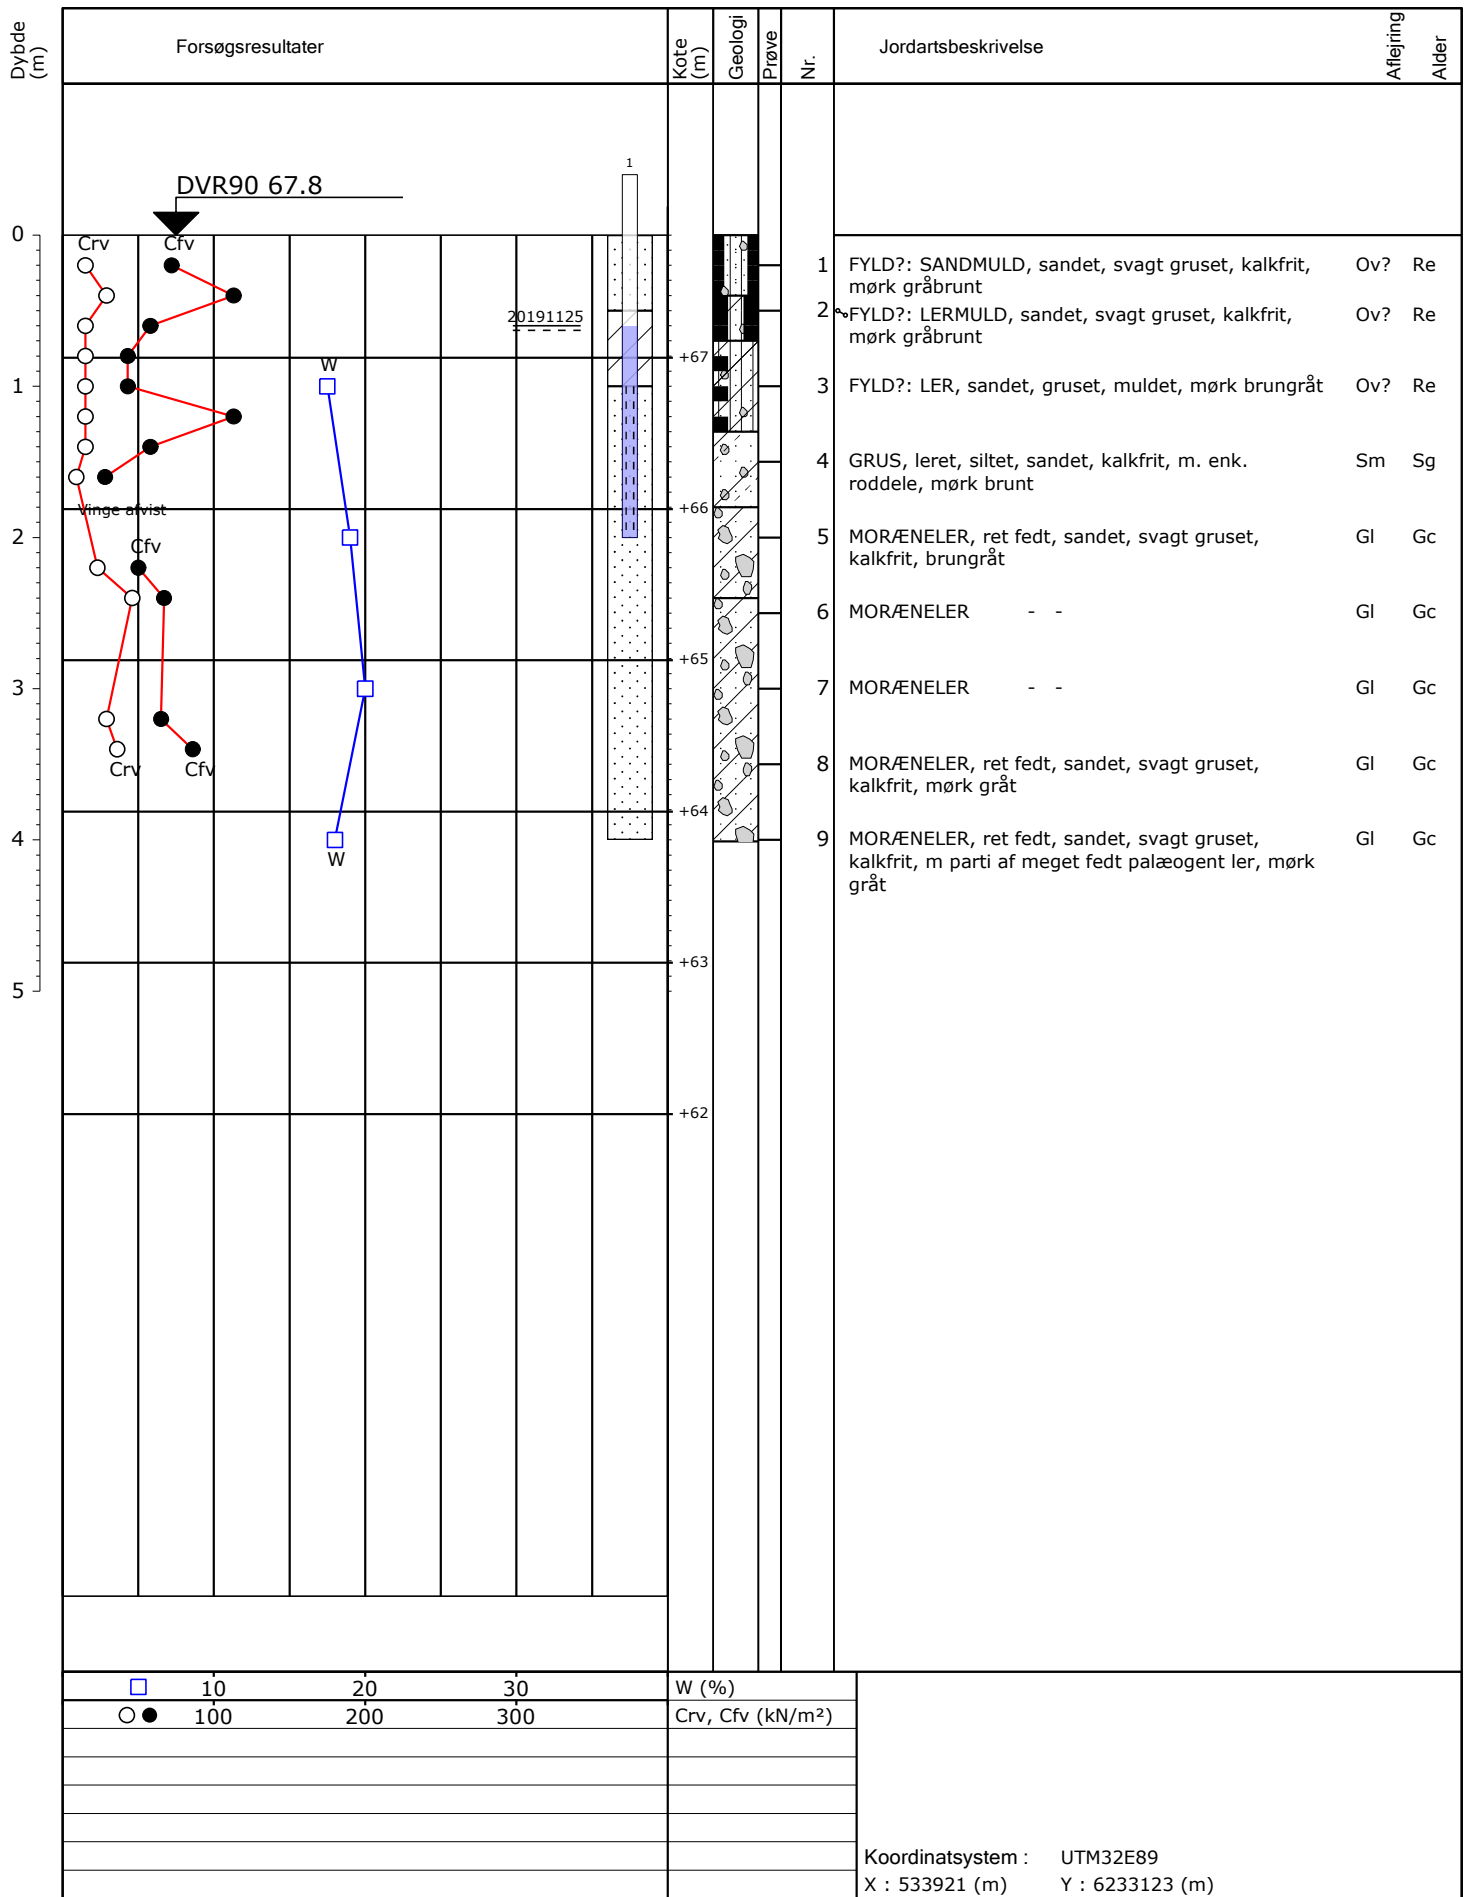 Dybde (m)
Forsøgsresultater
Kote (m)
Geologi
Prøve
Nr.
Jordartsbeskrivelse
Aflejring
Alder
DVR90 67.8
1
0
Crv
Cfv
1 FYLD?: SANDMULD, sandet, svagt gruset, kalkfrit, Ov? Re
mørk gråbrunt
20191125
2 FYLD?: LERMULD, sandet, svagt gruset, kalkfrit, Ov? Re
mørk gråbrunt
+67
W
1
3 FYLD?: LER, sandet, gruset, muldet, mørk brungråt Ov? Re
4 GRUS, leret, siltet, sandet, kalkfrit, m. enk. Sm Sg
roddele, mørk brunt
Vinge afvist
+66
2
Cfv
5 MORÆNELER, ret fedt, sandet, svagt gruset, Gl Gc
kalkfrit, brungråt
6 MORÆNELER - - Gl Gc
+65
3
7 MORÆNELER - - Gl Gc
Crv
Cfv
8 MORÆNELER, ret fedt, sandet, svagt gruset, Gl Gc
kalkfrit, mørk gråt
+64
4
W
9 MORÆNELER, ret fedt, sandet, svagt gruset, Gl Gc
kalkfrit, m parti af meget fedt palæogent ler, mørk
gråt
+63
5
+62
10 20 30 W (%)
100 200 300 Crv, Cfv (kN/m²)
Koordinatsystem : UTM32E89
X : 533921 (m) Y : 6233123 (m)